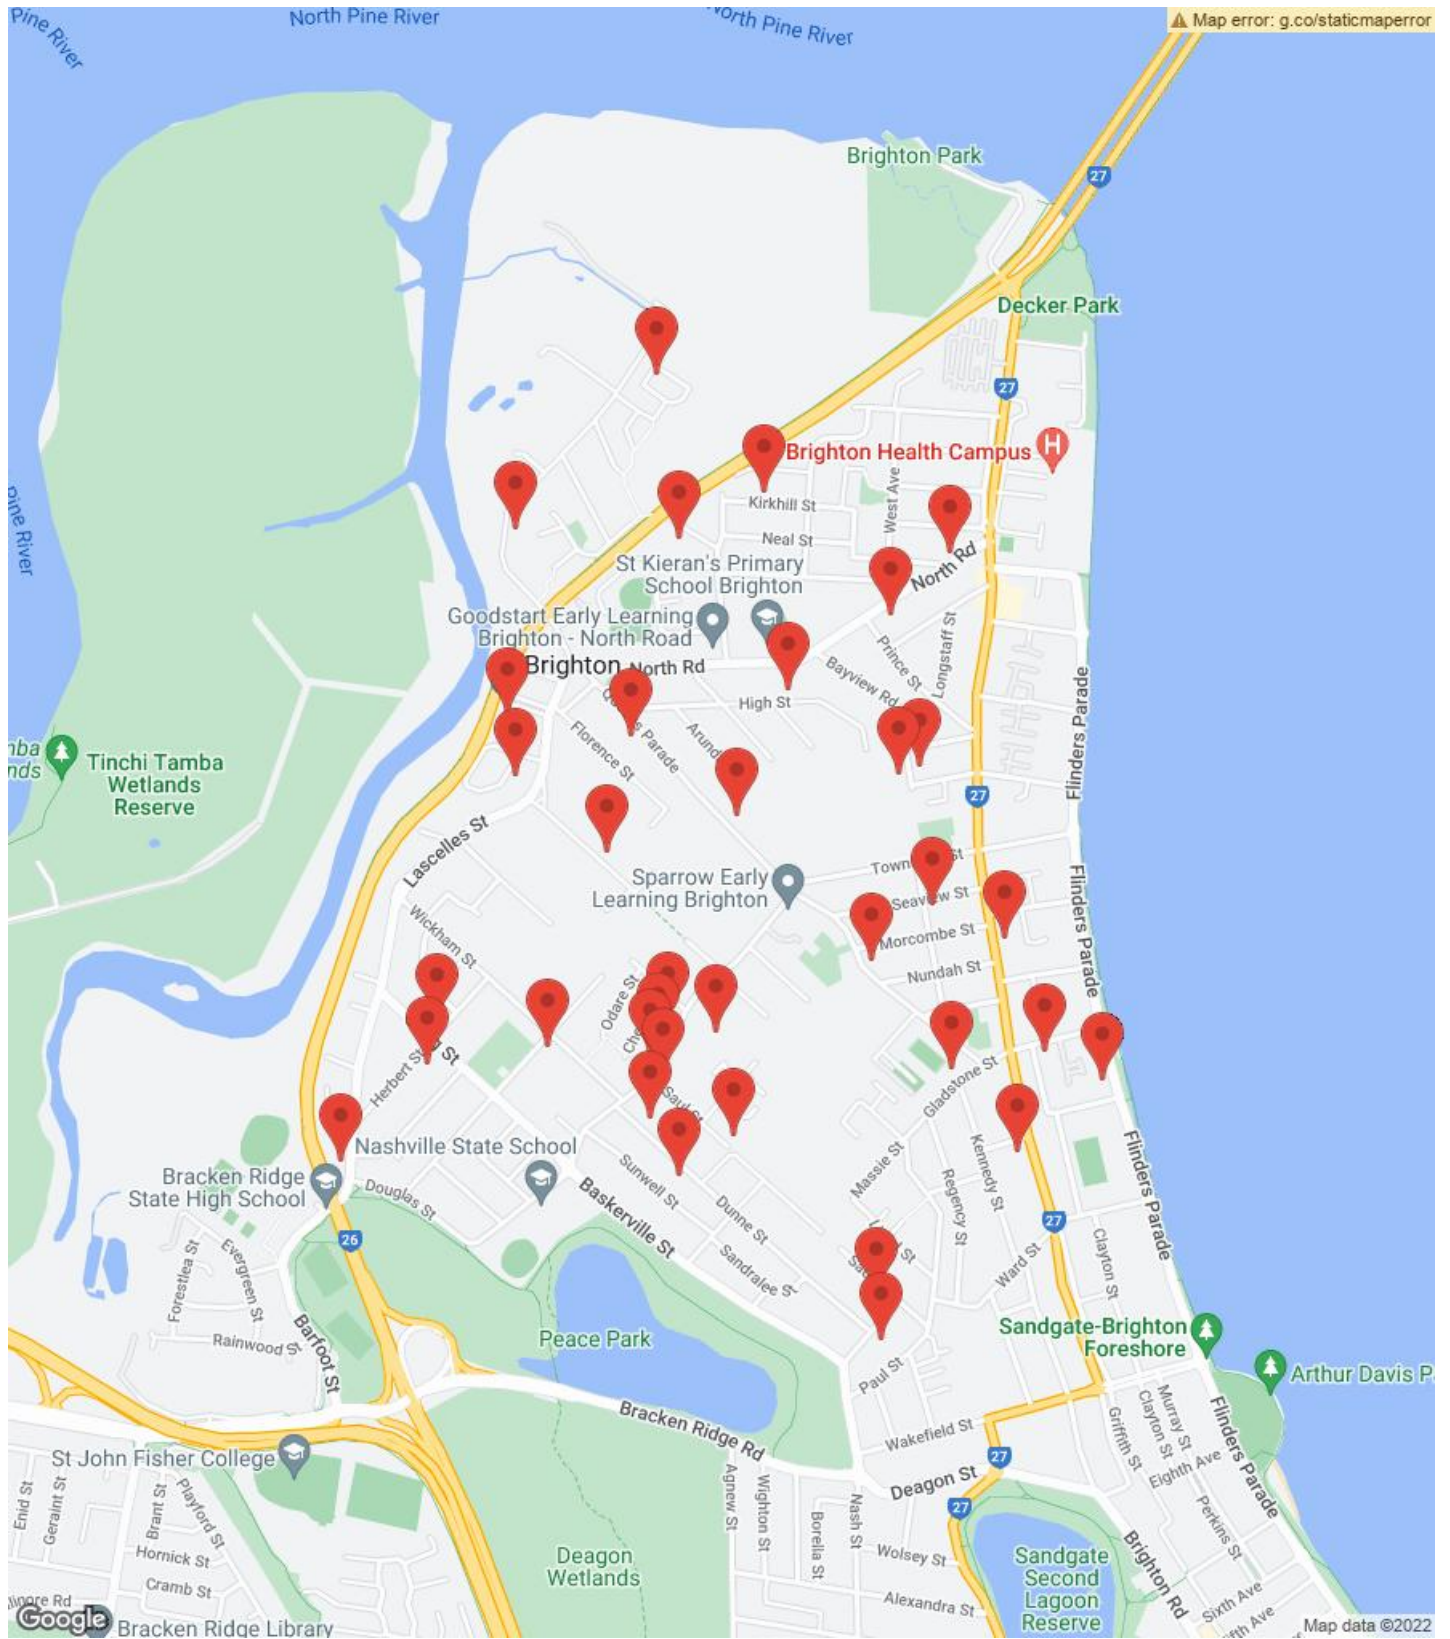 Pine River
North Pine River
North Pine River
Map error: g.co/staticmaperror
Brighton Park
27
Decker Park
27
Brighton Health Campus
H
Kirkhill St
West Ave
Neal St
Pine River
St Kieran's Primary
School Brighton
North Rd
Goodstart Early Learning
Brighton - North Road
Longstaff St
Prince St
Brighton
North Rd
Bayview Rd
High St
Parade
Florence St
Flinders Parade
Tinchi Tamba
Wetlands
Reserve
27
Lascelles St
St
Sparrow Early
Learning Brighton
Seaview St
Flinders Parade
Wickham St
Morcombe St
Nundah St
Odare St
St
Herbert St
Gladstone St
Saul St
Nashville State School
Bracken Ridge
State High School
Massie St
Kennedy St
Flinders Parade
Douglas St
Sunwell St
Regency St
Baskerville St
Dunne St
27
26
Clayton St
Forestlea St
Evergreen St
Sandralee St
Ward St
Rainwood St
Barfoot St
Peace Park
Sandgate-Brighton
Foreshore
Paul St
Arthur Davis P
Bracken Ridge Rd
Wakefield St
Griffith St
Clayton St
Murray St
Flinders Parade
St John Fisher College
27
Eighth Ave
Deagon St
Enid St
Geraint St
Brant St
Playford St
Agnew St
Wighton St
Borella St
Nash St
27
Perkins St
Hornick St
Deagon
Wetlands
Wolsey St
Sandgate
Second
Lagoon
Reserve
Brighton Rd
Cramb St
Alexandra St
Sixth Ave
Google
Bracken Ridge Library
Map data ©2022